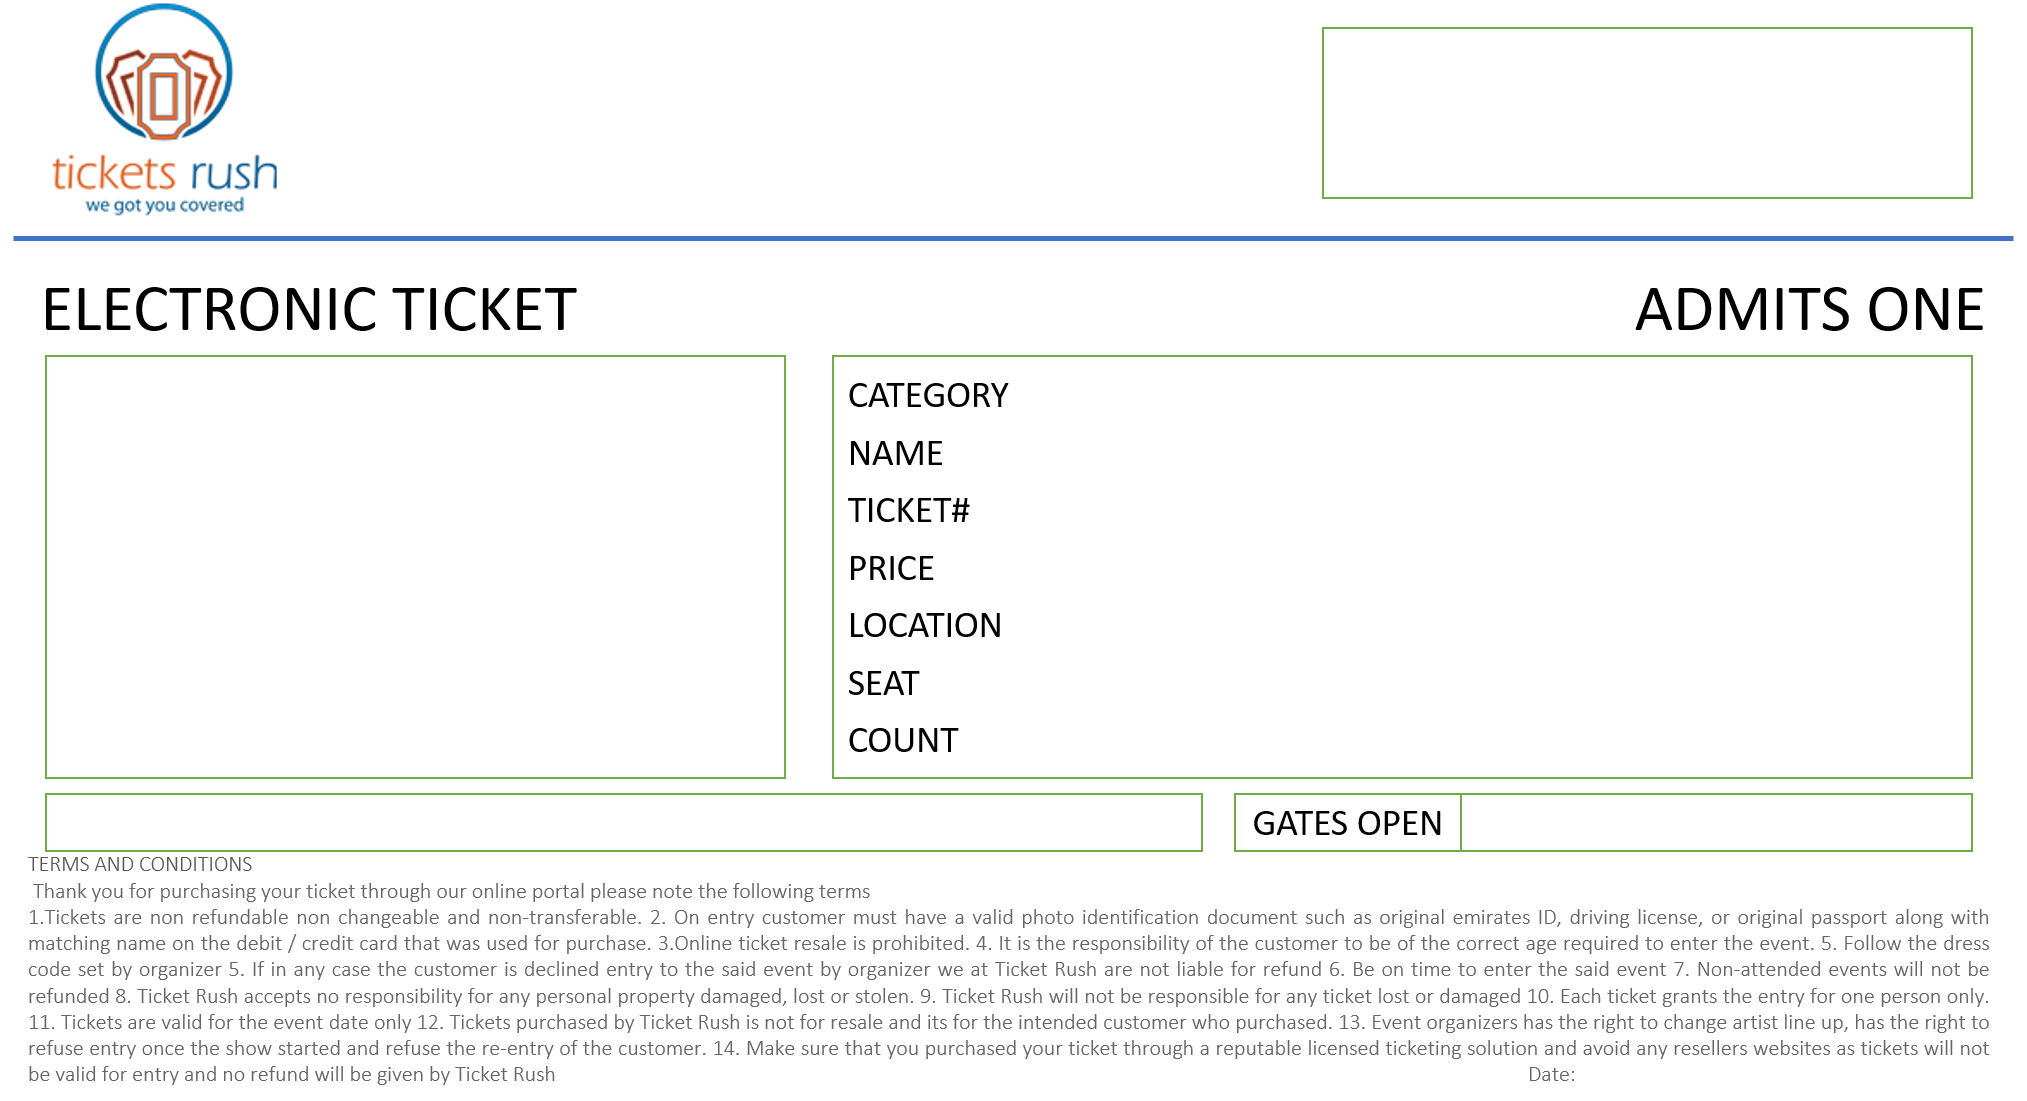 tickets rush
we got you covered
ELECTRONIC TICKET
ADMITS ONE
CATEGORY
NAME
TICKET#
PRICE
LOCATION
SEAT
COUNT
GATES OPEN
TERMS AND CONDITIONS
Thank you for purchasing your ticket through our online portal please note the following terms
1.Tickets are non refundable non changeable and non-transferable. 2. On entry customer must have a valid photo identification document such as original emirates ID, driving license, or original passport along with
matching name on the debit / credit card that was used for purchase. 3.Online ticket resale is prohibited. 4. It is the responsibility of the customer to be of the correct age required to enter the event. 5. Follow the dress
code set by organizer 5. If in any case the customer is declined entry to the said event by organizer we at Ticket Rush are not liable for refund 6. Be on time to enter the said event 7. Non-attended events will not be
refunded 8. Ticket Rush accepts no responsibility for any personal property damaged, lost or stolen. 9. Ticket Rush will not be responsible for any ticket lost or damaged 10. Each ticket grants the entry for one person only.
11. Tickets are valid for the event date only 12. Tickets purchased by Ticket Rush is not for resale and its for the intended customer who purchased. 13. Event organizers has the right to change artist line up, has the right to
refuse entry once the show started and refuse the re-entry of the customer. 14. Make sure that you purchased your ticket through a reputable licensed ticketing solution and avoid any resellers websites as tickets will not
be valid for entry and no refund will be given by Ticket Rush Date: